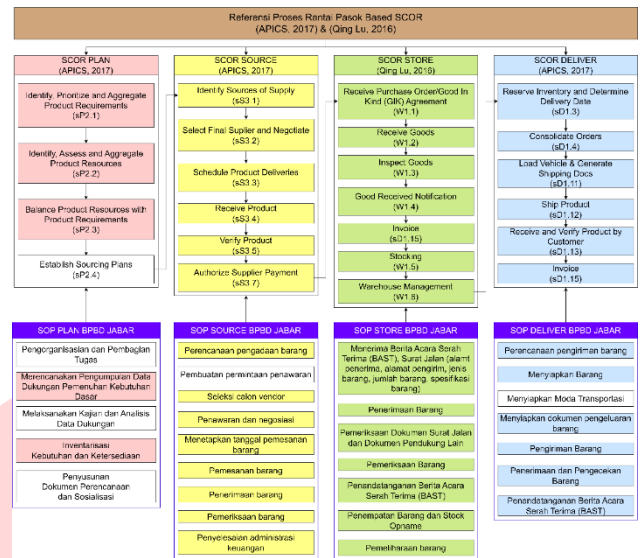 Referensi Proses Rantai Pasok Based SCOR
(APICS, 2017) & (Qing Lu, 2016)
SCOR PLAN
(APICS, 2017)
Identify, Prioritize and Aggregate
Product Requirements
(sP2.1)
Identify, Assess and Aggregate
Product Resources
(sP2.2)
Balance Product Resources with
Product Requirements
(sP2.3)
Establish Sourcing Plans
(sP2.4)
SCOR SOURCE
(APICS, 2017)
Identify Sources of Supply
(sS3.1)
Select Final Suplier and Negotiate
(sS3.2)
Schedule Product Deliveries
(sS3.3)
Receive Product
(sS3.4)
Verify Product
(sS3.5)
Authorize Supplier Payment
(sS3.7)
SCOR STORE
(Qing Lu, 2016)
Receive Purchase Order/Good In
Kind (GIK) Agreement
(W1.1)
Receive Goods
(W1.2)
Inspect Goods
(W1.3)
Good Received Notification
(W1.4)
Invoice
(sD1.15)
Stocking
(W1.5)
Warehouse Management
(W1.6)
SCOR DELIVER
(APICS, 2017)
Reserve Inventory and Determine
Delivery Date
(sD1.3)
Consolidate Orders
(sD1.4)
Load Vehicle & Generate
Shipping Docs
(sD1.11)
Ship Product
(sD1.12)
Receive and Verify Product by
Customer
(sD1.13)
Invoice
(sD1.15)
SOP PLAN BPBD JABAR
Pengorganisasian dan Pembagian
Tugas
Merencanakan Pengumpulan Data
Dukungan Pemenuhan Kebutuhan
Dasar
Melaksanakan Kajian dan Analisis
Data Dukungan
Inventarisasi
Kebutuhan dan Ketersediaan
Penyusunan
Dokumen Perencanaan
dan Sosialisasi
SOP SOURCE BPBD JABAR
Perencanaan pengadaan barang
Pembuatan permintaan penawaran
Seleksi calon vendor
Penawaran dan negosiasi
Menetapkan tanggal pemesanan
barang
Pemesanan barang
Penerimaan barang
Pemeriksaan barang
Penyelesaian administrasi
keuangan
SOP STORE BPBD JABAR
Menerima Berita Acara Serah
Terima (BAST), Surat Jalan (alamt
penerima, alamat pengirim, jenis
barang, jumlah barang, spesifikasi
barang)
Penerimaan Barang
Pemeriksaan Dokumen Surat Jalan
dan Dokumen Pendukung Lain
Pemeriksaan Barang
Penandatanganan Berita Acara
Serah Terima (BAST)
Penempatan Barang dan Stock
Opname
Pemeliharaan barang
SOP DELIVER BPBD JABAR
Perencanaan pengiriman barang
Menyiapkan Barang
Menyiapkan Moda Transportasi
Menyiapkan dokumen pengeluaran
barang
Pengiriman Barang
Penerimaan dan Pengecekan
Barang
Penandatanganan Berita Acara
Serah Terima (BAST)